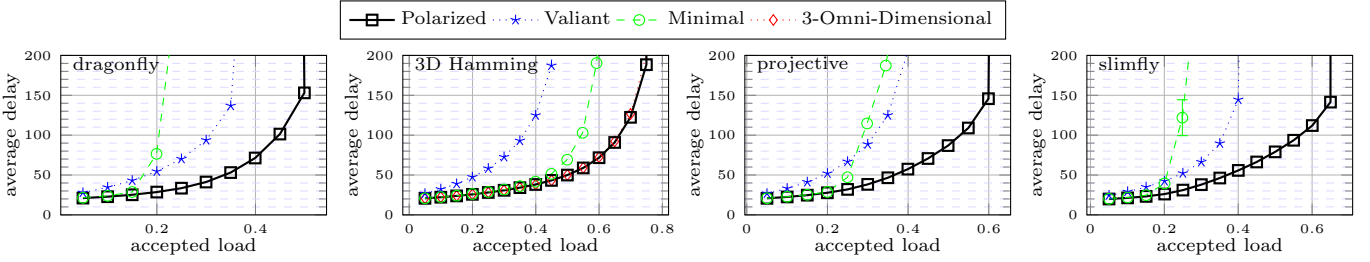 Polarized Valiant Minimal 3-Omni-Dimensional
dragonfly
average delay
200
150
100
50
0
0.2 0.4
accepted load
3D Hamming
average delay
200
150
100
50
0
0 0.2 0.4 0.6 0.8
accepted load
projective
average delay
200
150
100
50
0
0 0.2 0.4 0.6
accepted load
slimfly
average delay
200
150
100
50
0
0 0.2 0.4 0.6
accepted load